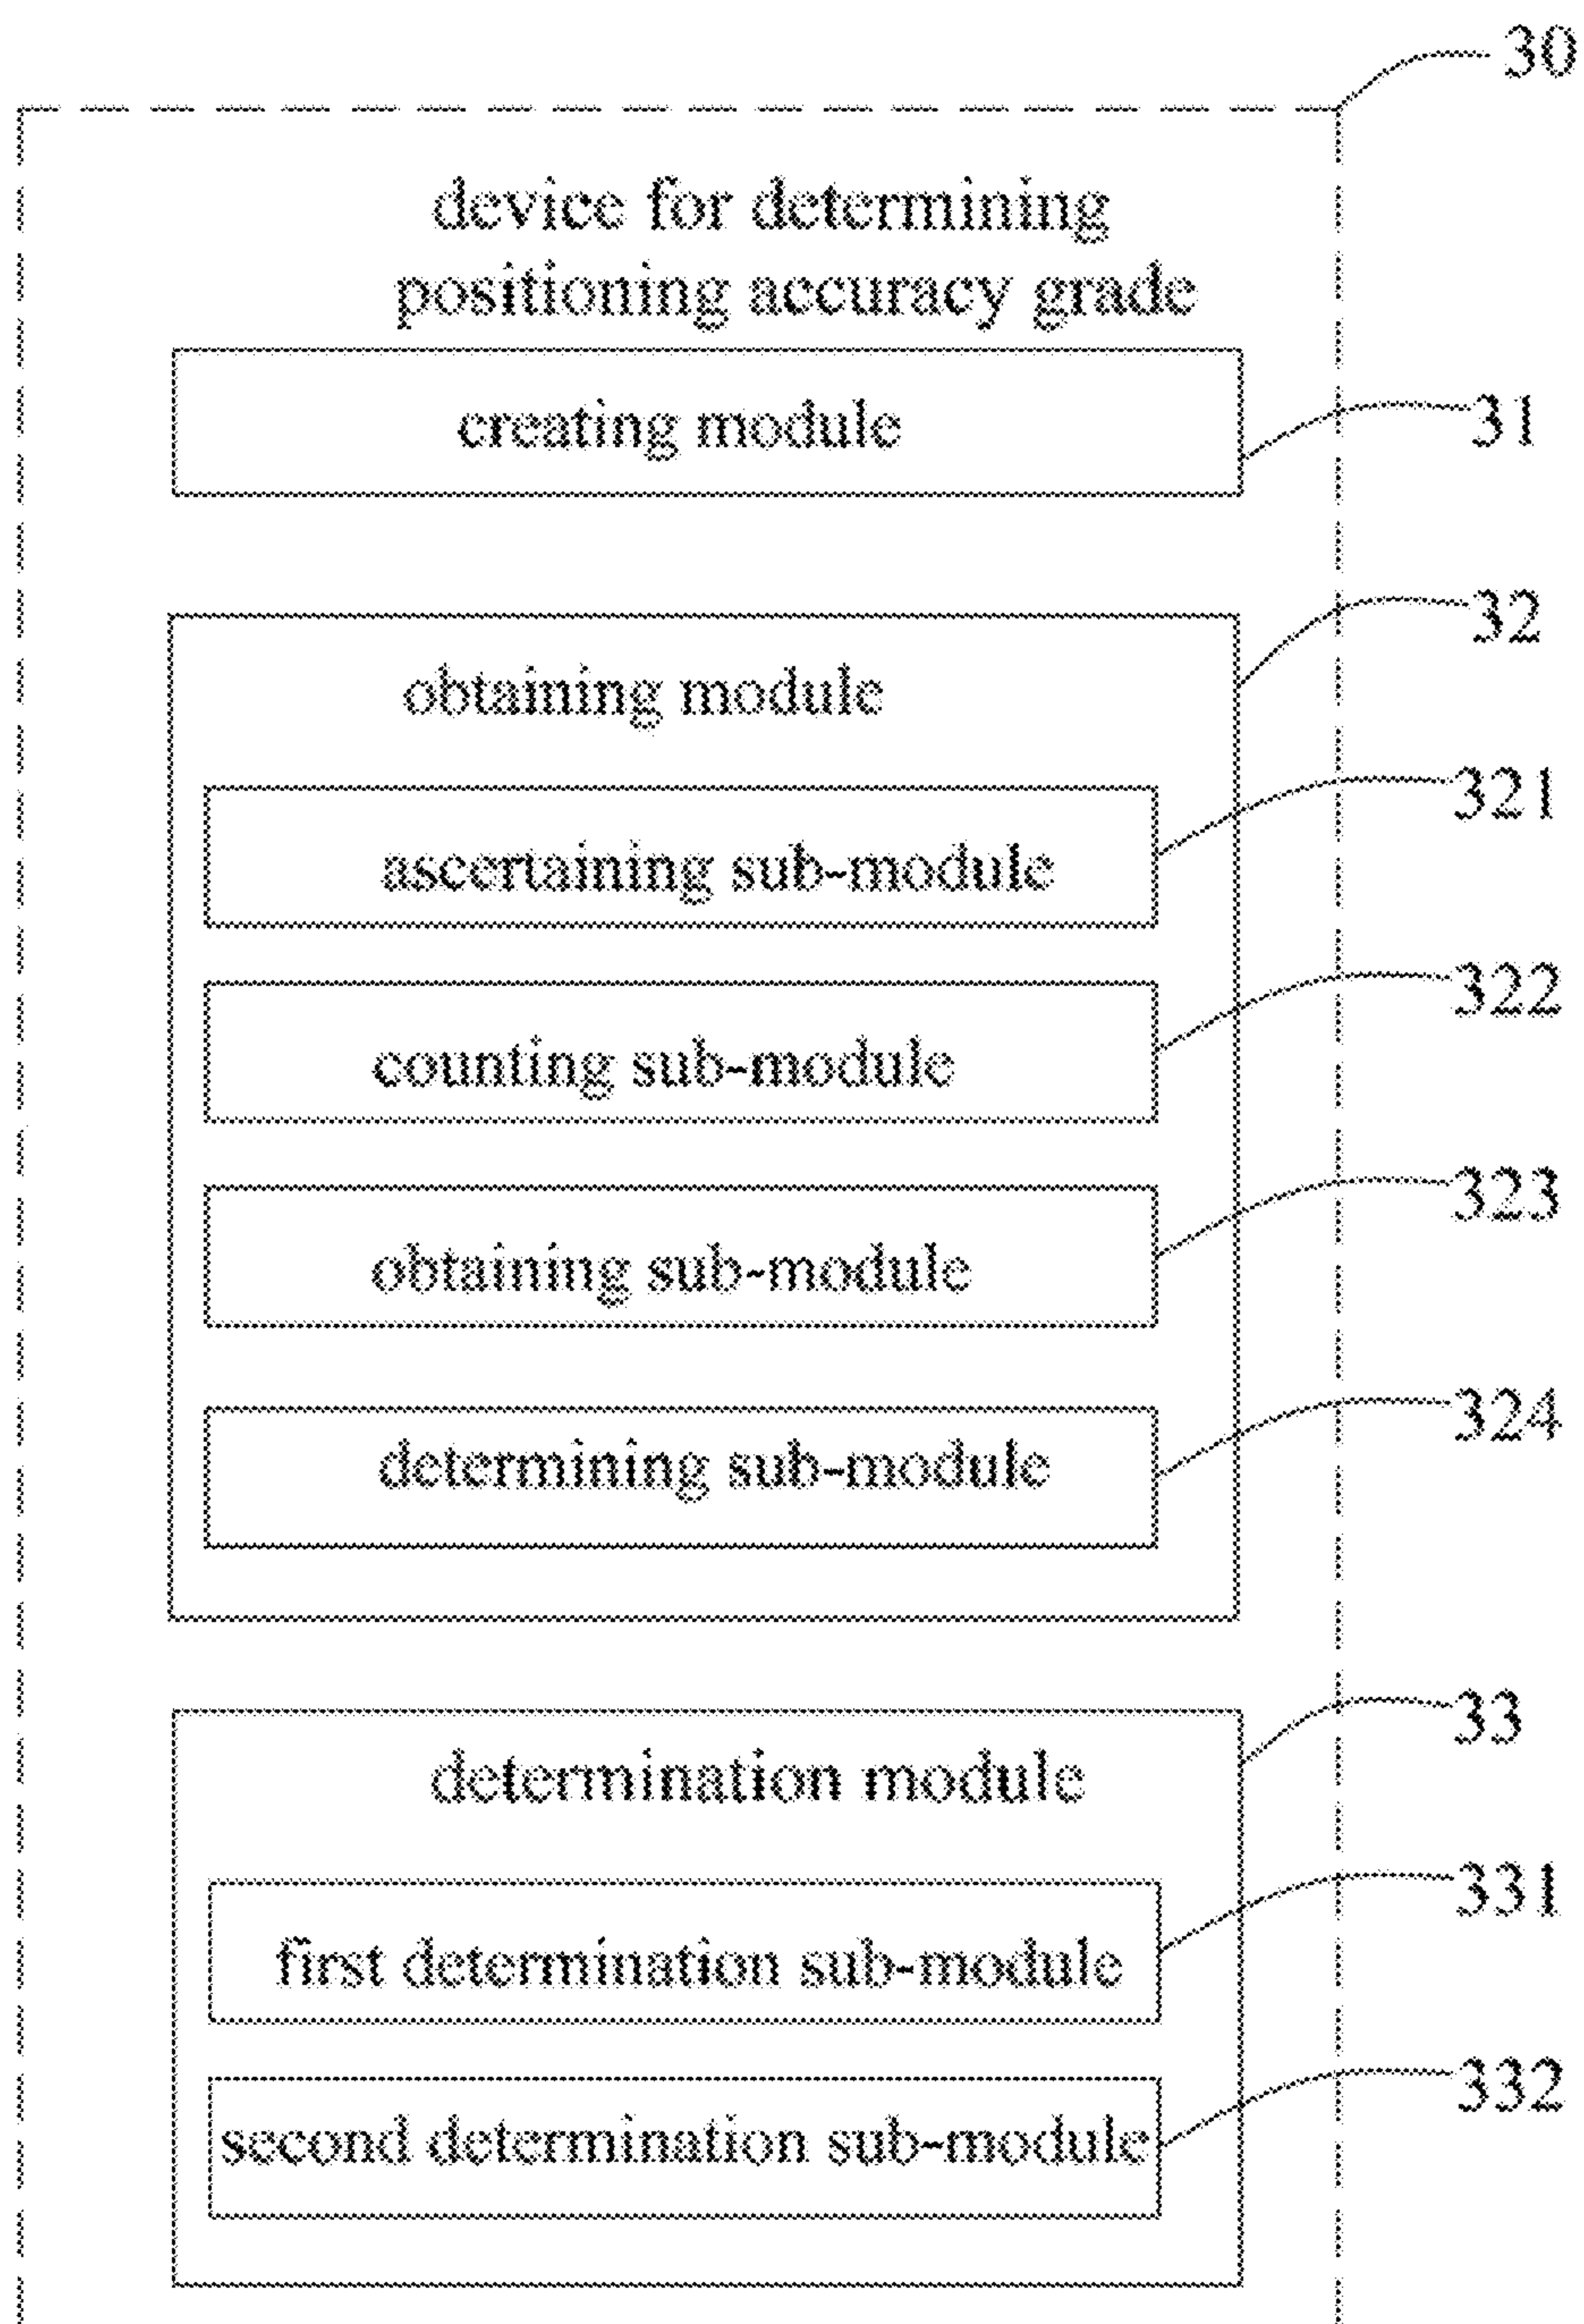 30
device for determining
positioning accuracy grade
creating module
31
32
obtaining module
321
ascertaining sub-module
322
counting sub-module
323
obtaining sub-module
324
determining sub-module
33
determination module
331
first determination sub-module
332
second determination sub-module